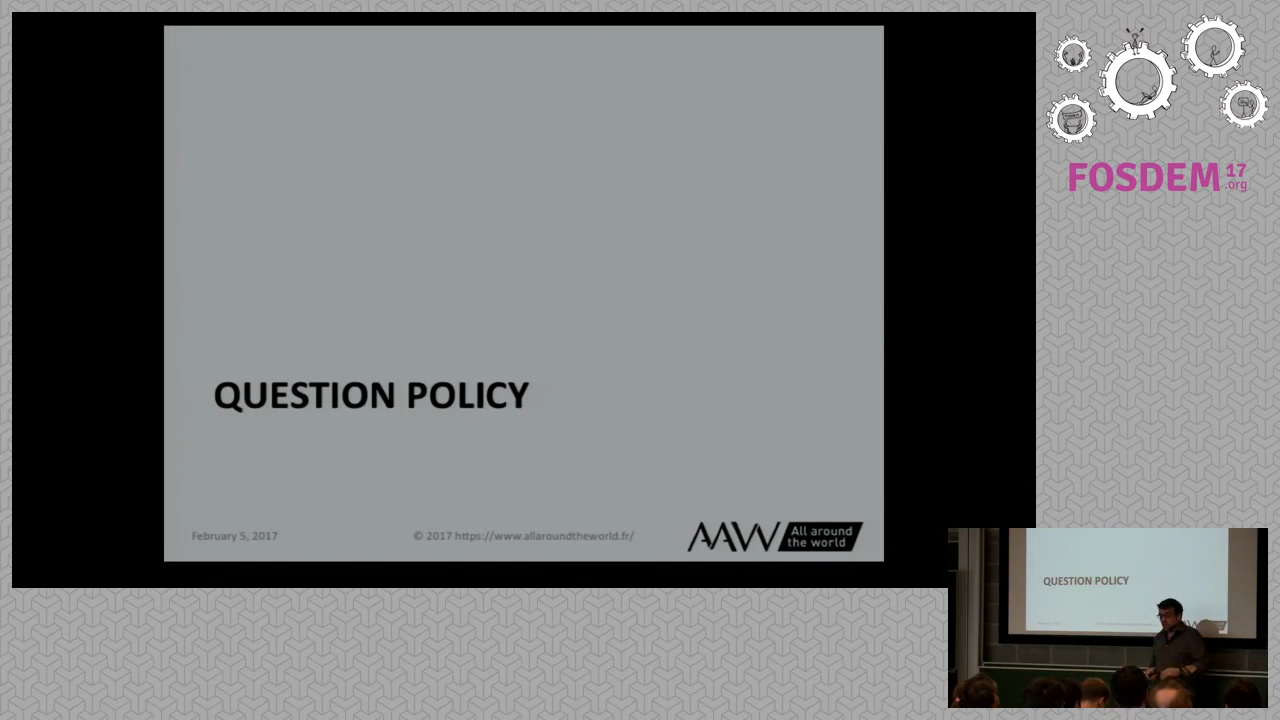 QUESTION POLICY
February 5, 2017
© 2017 https://www.allaroundtheworld.fr/
AAW
All around
the world
FOSDEM
17
.org
QUESTION POLICY